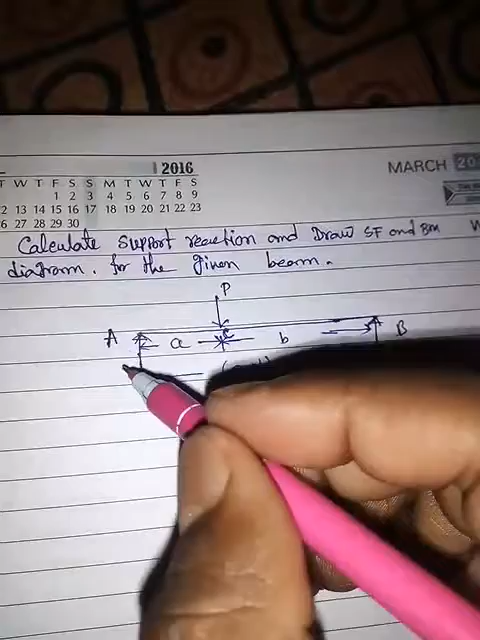 2016
MARCH 20
T W T F S S M T W T F S
1 2 3 4 5 6 7 8 9
2 13 14 15 16 17 18 19 20 21 22 23
6 27 28 29 30
Calculate support reaction and Draw SF and BM
diagram. for the given beam.
P
A a b B